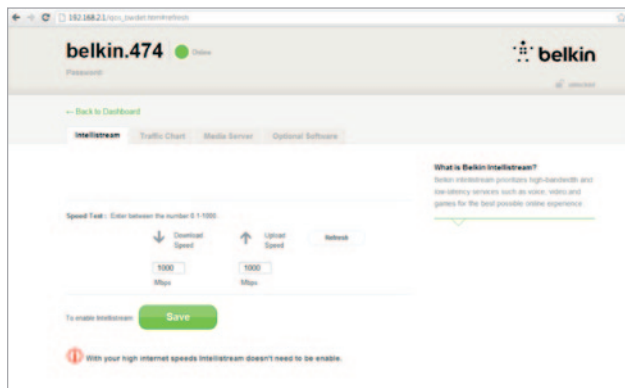 192.168.2.1/qos_bwdet.html#refresh
belkin.474 Online
belkin
Password:
unlocked
← Back to Dashboard
Intellistream Traffic Chart Media Server Optional Software
What is Belkin Intellistream?
Belkin intellistream prioritizes high-bandwidth and
low-latency services such as voice, video and
games for the best possible online experience.
Speed Test : Enter between the number 0.1-1000
Download Speed
Upload Speed
Refresh
1000 1000
Mbps Mbps
To enable Intellistream: Save
With your high internet speeds Intellistream doesn't need to be enable.